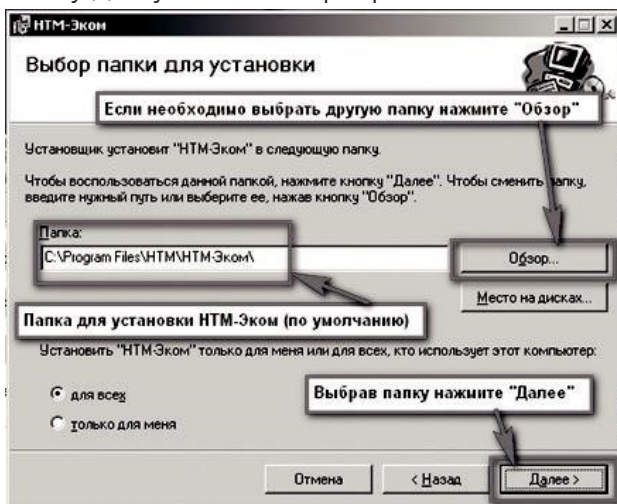 НТМ-Эком
Выбор папки для установки
Если необходимо выбрать другую папку нажмите "Обзор"
Установщик установит "НТМ-Эком" в следующую папку.
Чтобы воспользоваться данной папкой, нажмите кнопку "Далее". Чтобы сменить папку,
введите нужный путь или выберите ее, нажав кнопку "Обзор".
Папка:
C:\Program Files\НТМ\НТМ-Эком\
Обзор...
Место на дисках...
Папка для установки НТМ-Эком (по умолчанию)
Установить "НТМ-Эком" только для меня или для всех, кто использует этот компьютер:
для всех
Выбрав папку нажмите "Далее"
только для меня
Отмена
< Назад
Далее >